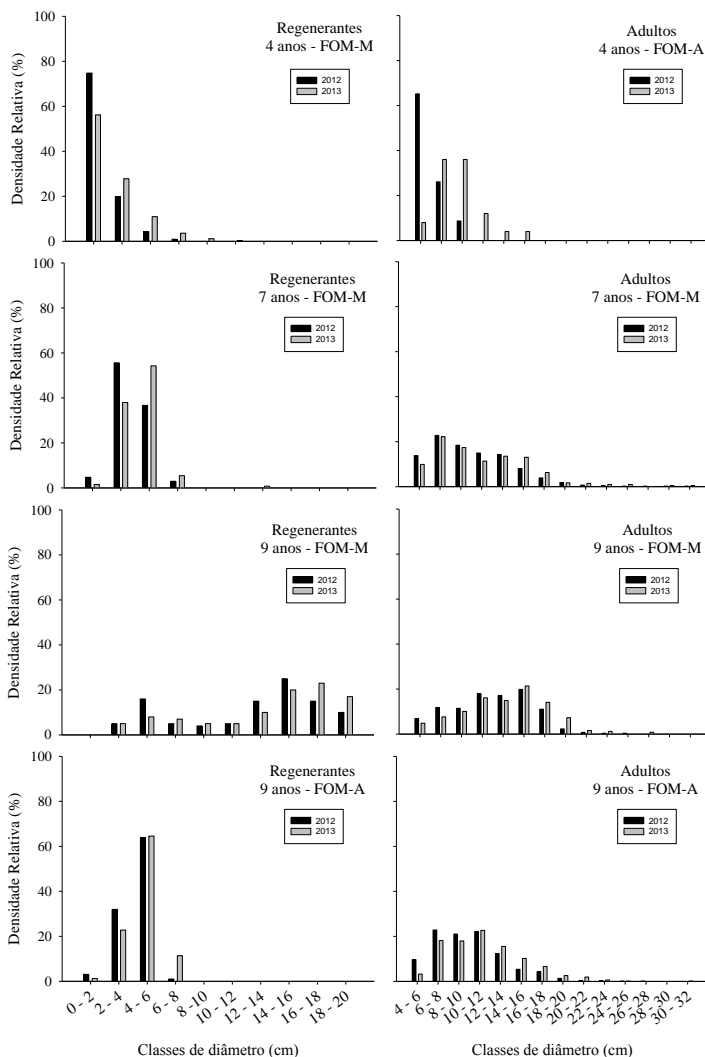 Regenerantes
4 anos - FOM-M
2012
2013
Densidade Relativa (%)
100
80
60
40
20
0
Adultos
4 anos - FOM-A
2012
2013
Regenerantes
7 anos - FOM-M
2012
2013
Densidade Relativa (%)
100
80
60
40
20
0
Adultos
7 anos - FOM-M
2012
2013
Regenerantes
9 anos - FOM-M
2012
2013
Densidade Relativa (%)
100
80
60
40
20
0
Adultos
9 anos - FOM-M
2012
2013
Regenerantes
9 anos - FOM-A
2012
2013
Densidade Relativa (%)
100
80
60
40
20
0
0 - 2
2 - 4
4 - 6
6 - 8
8 - 10
10 - 12
12 - 14
14 - 16
16 - 18
18 - 20
Classes de diâmetro (cm)
Adultos
9 anos - FOM-A
2012
2013
4 - 6
6 - 8
8 - 10
10 - 12
12 - 14
14 - 16
16 - 18
18 - 20
20 - 22
22 - 24
24 - 26
26 - 28
28 - 30
30 - 32
Classes de diâmetro (cm)